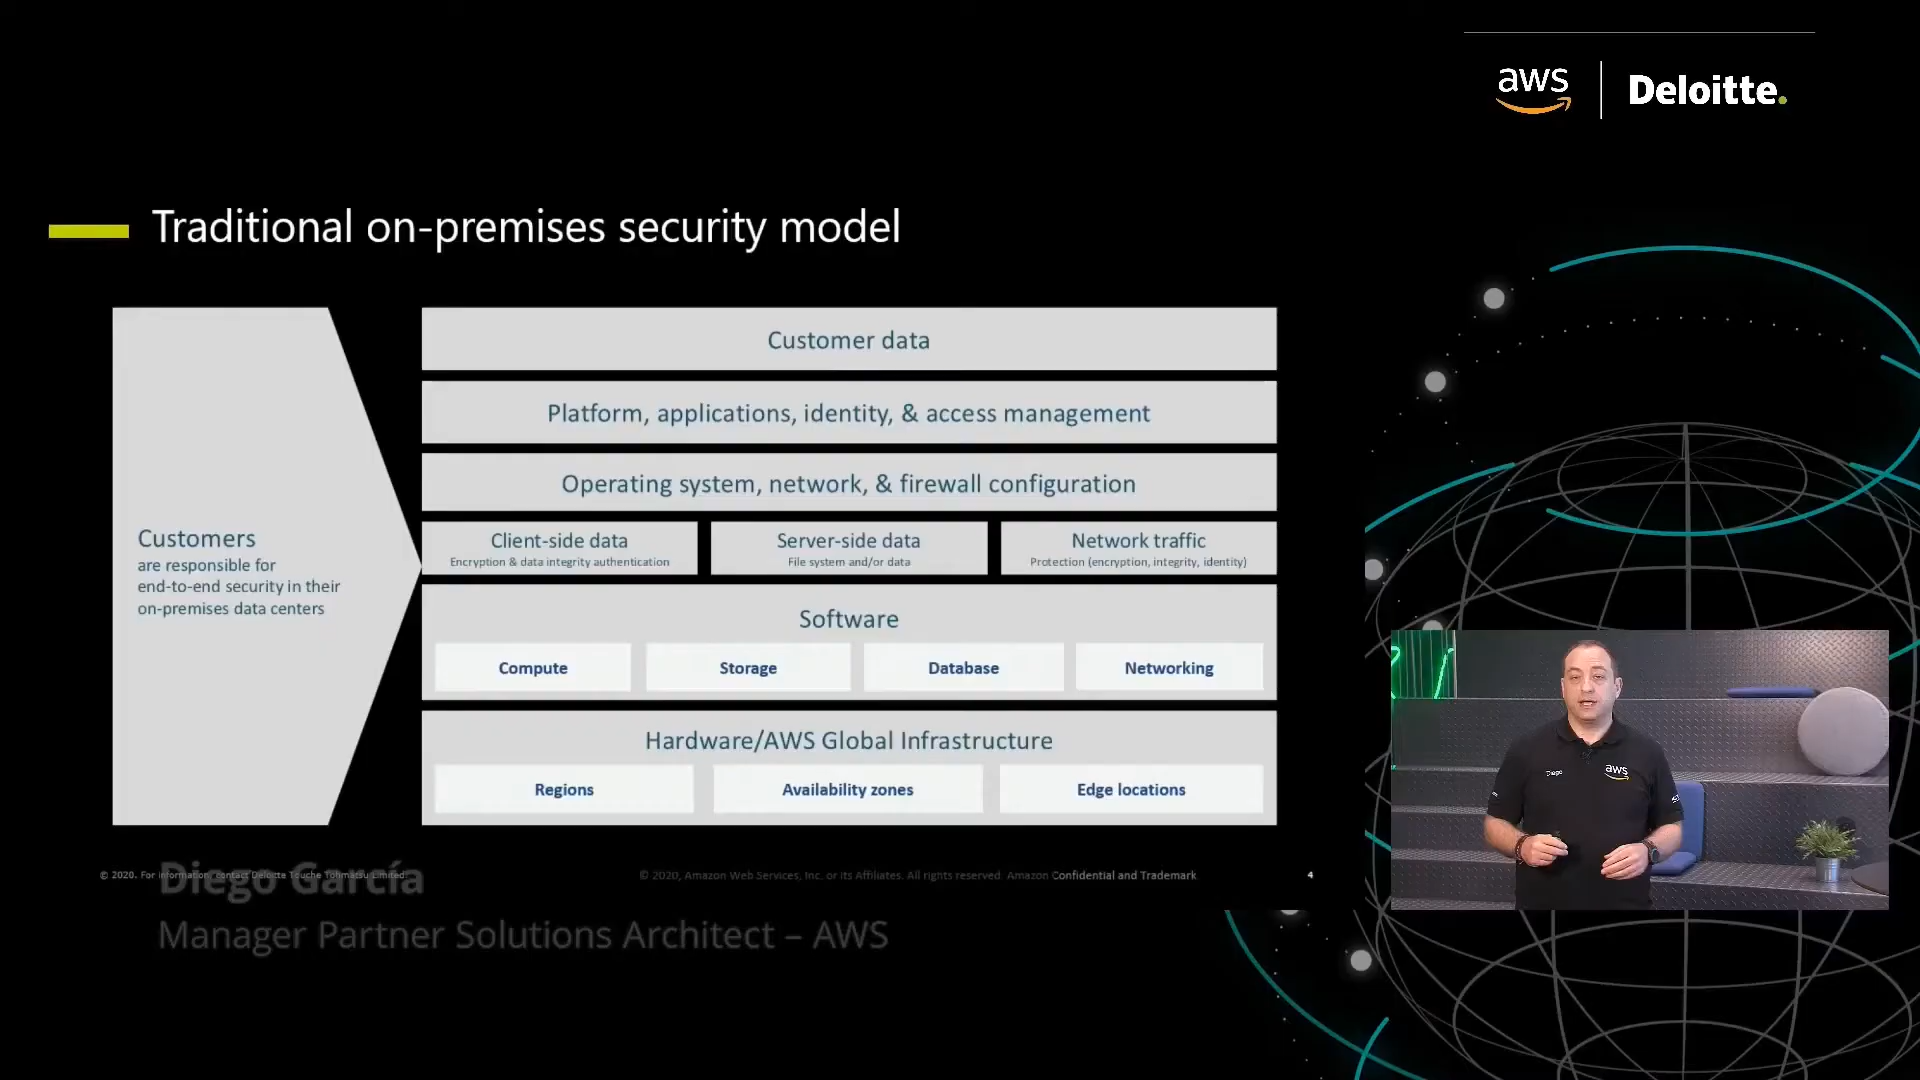 aws
Deloitte.
Traditional on-premises security model
Customers
are responsible for
end-to-end security in their
on-premises data centers
Customer data
Platform, applications, identity, & access management
Operating system, network, & firewall configuration
Client-side data
Encryption & data integrity authentication
Server-side data
File system and/or data
Network traffic
Protection (encryption, integrity, identity)
Software
Compute
Storage
Database
Networking
Hardware/AWS Global Infrastructure
Regions
Availability zones
Edge locations
Diego
aws
© 2020. For information, contact Deloitte Touche Tohmatsu Limited.
© 2020, Amazon Web Services, Inc. or its Affiliates. All rights reserved. Amazon Confidential and Trademark
4
Diego García
Manager Partner Solutions Architect – AWS